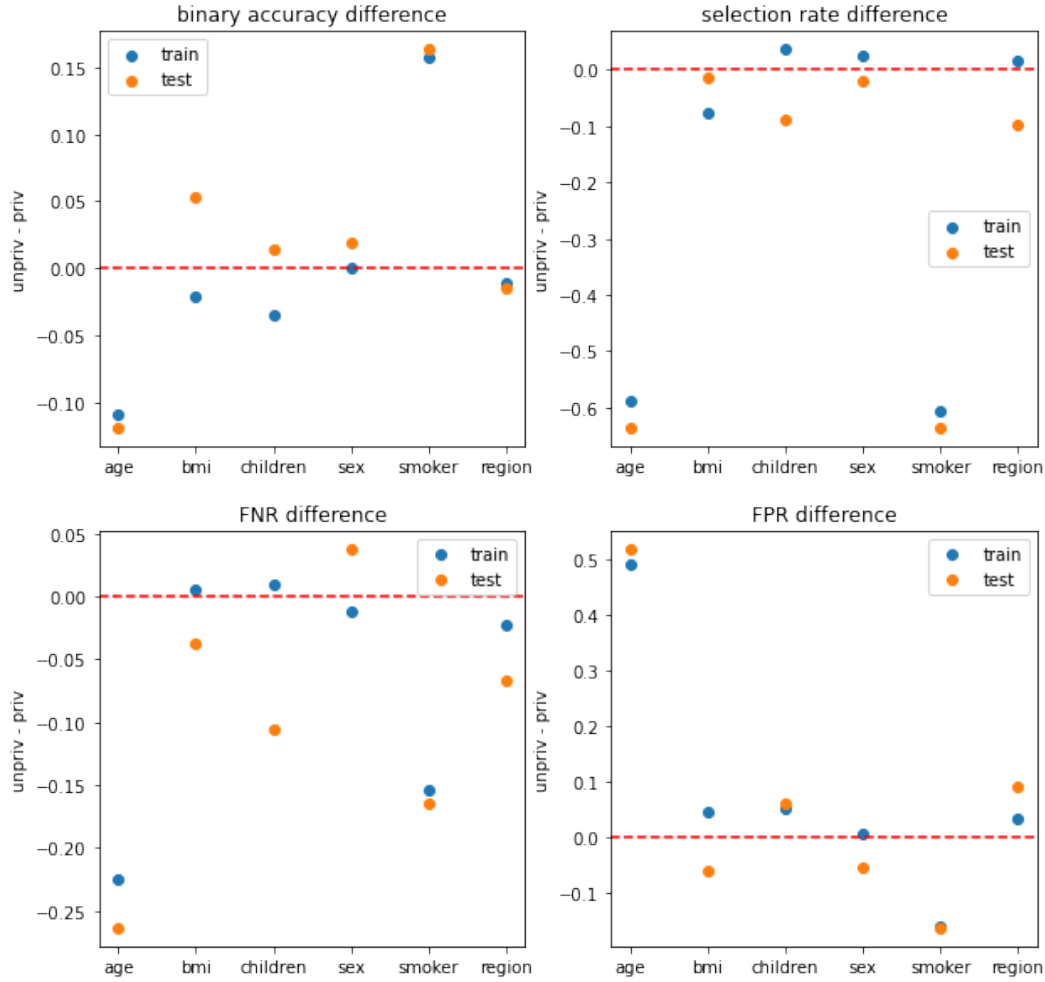 binary accuracy difference
train
test
0.15
0.10
0.05
0.00
−0.05
−0.10
unpriv - priv
age bmi children sex smoker region
selection rate difference
0.0
−0.1
−0.2
−0.3
−0.4
−0.5
−0.6
train
test
unpriv - priv
age bmi children sex smoker region
FNR difference
train
test
0.05
0.00
−0.05
−0.10
−0.15
−0.20
−0.25
unpriv - priv
age bmi children sex smoker region
FPR difference
train
test
0.5
0.4
0.3
0.2
0.1
0.0
−0.1
unpriv - priv
age bmi children sex smoker region